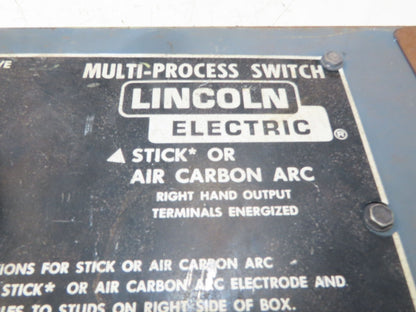 VE
MULTI-PROCESS SWITCH
LINCOLN
ELECTRIC
®
▲ STICK* OR
AIR CARBON ARC
RIGHT HAND OUTPUT
TERMINALS ENERGIZED
IONS FOR STICK OR AIR CARBON ARC
STICK* OR AIR CARBON ARC ELECTRODE AND
LES TO STUDS ON RIGHT SIDE OF BOX.